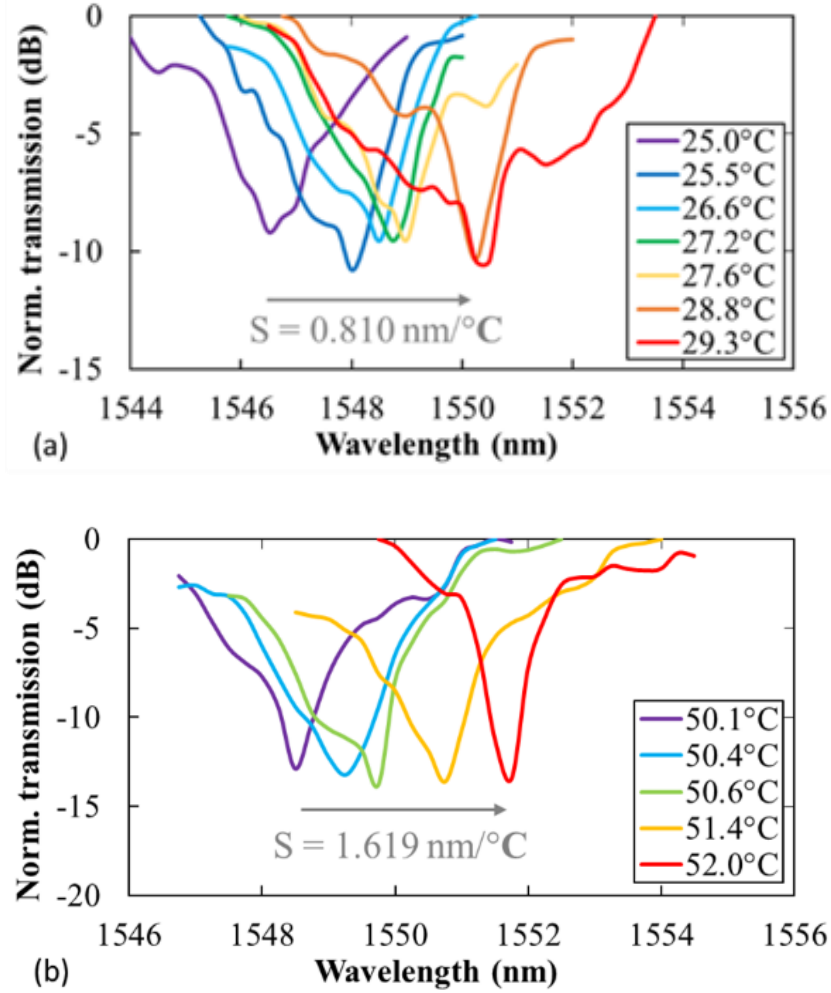 Norm. transmission (dB)
0
-5
-10
-15
25.0°C
25.5°C
26.6°C
27.2°C
27.6°C
28.8°C
29.3°C
S = 0.810 nm/°C
1544 1546 1548 1550 1552 1554 1556
(a) Wavelength (nm)
Norm. transmission (dB)
0
-5
-10
-15
-20
50.1°C
50.4°C
50.6°C
51.4°C
52.0°C
S = 1.619 nm/°C
1546 1548 1550 1552 1554 1556
(b) Wavelength (nm)